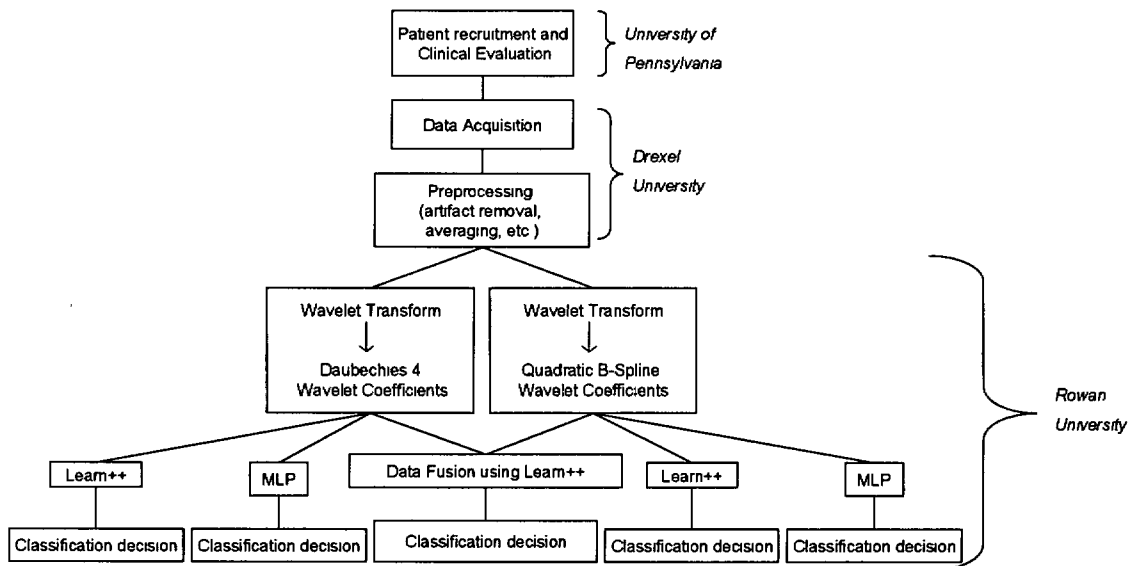 Patient recruitment and
Clinical Evaluation
University of
Pennsylvania
Data Acquisition
Drexel
University
Preprocessing
(artifact removal,
averaging, etc )
Wavelet Transform
Daubechies 4
Wavelet Coefficients
Wavelet Transform
Quadratic B-Spline
Wavelet Coefficients
Rowan
University
Learn++
MLP
Data Fusion using Learn++
Learn++
MLP
Classification decision
Classification decision
Classification decision
Classification decision
Classification decision